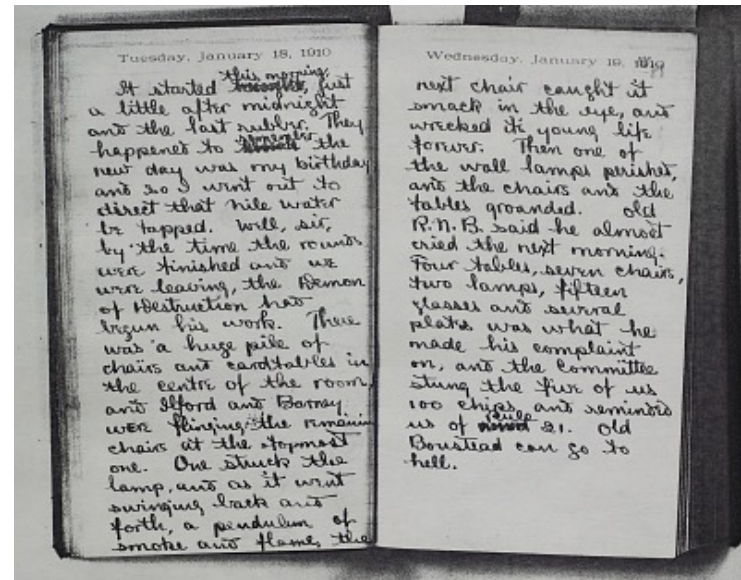 Tuesday, January 18, 1910
It started this morning, just
a little after midnight
and the last rubber. They
happened to remember the
new day was my birthday
and so I went out to
direct that Nile water
be tapped. Well, sir,
by the time the rounds
were finished and we
were leaving, the Demon
of Destruction had
begun his work. There
was a huge pile of
chairs and cardtables in
the centre of the room,
and Ilford and Barney
were flinging the remainin
chairs at the topmost
one. One struck the
lamp, and as it went
swinging back and
forth, a pendulum of
smoke and flame, the
Wednesday, January 19, 1910
next chair caught it
smack in the eye, and
wrecked its young life
forever. Then one of
the wall lamps perished,
and the chairs and the
tables groaned. Old
R.N.B. said he almost
cried the next morning.
Four tables, seven chairs,
two lamps, fifteen
glasses and several
plates was what he
made his complaint
on, and the Committee
stung the five of us
100 chips, and reminded
us of Rule 21. Old
Boustead can go to
hell.